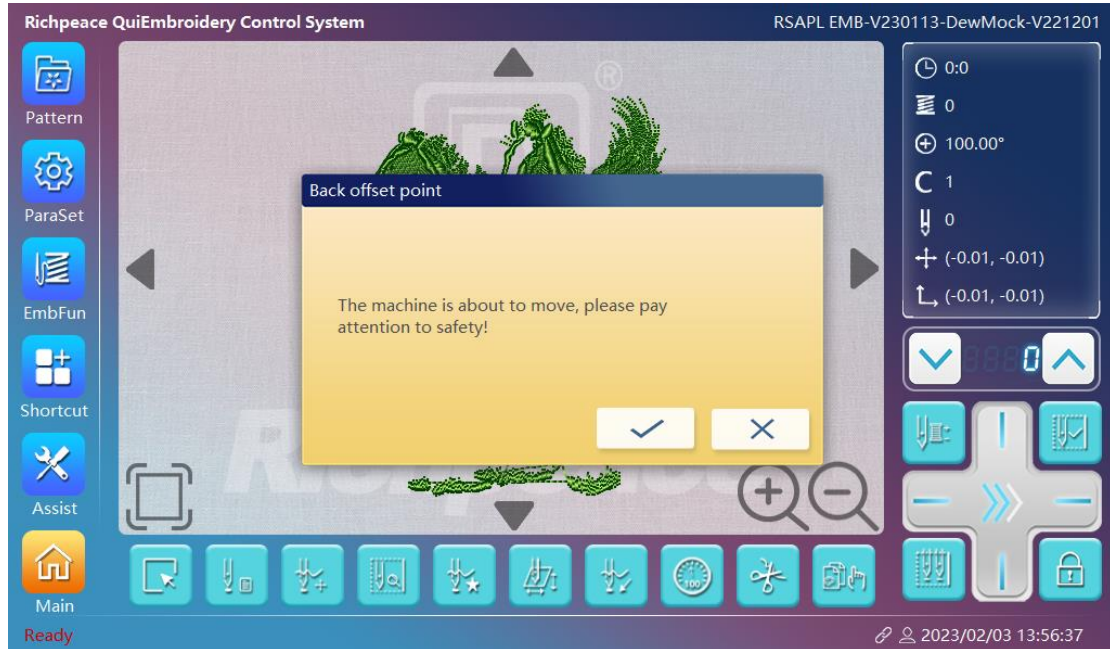 Richpeace QuiEmbroidery Control System
RSAPL EMB-V230113-DewMock-V221201
Pattern
ParaSet
EmbFun
Shortcut
Assist
Main
®
Back offset point
The machine is about to move, please pay
attention to safety!
0:0
0
100.00°
C 1
0
(-0.01, -0.01)
(-0.01, -0.01)
0
100
Ready
2023/02/03 13:56:37